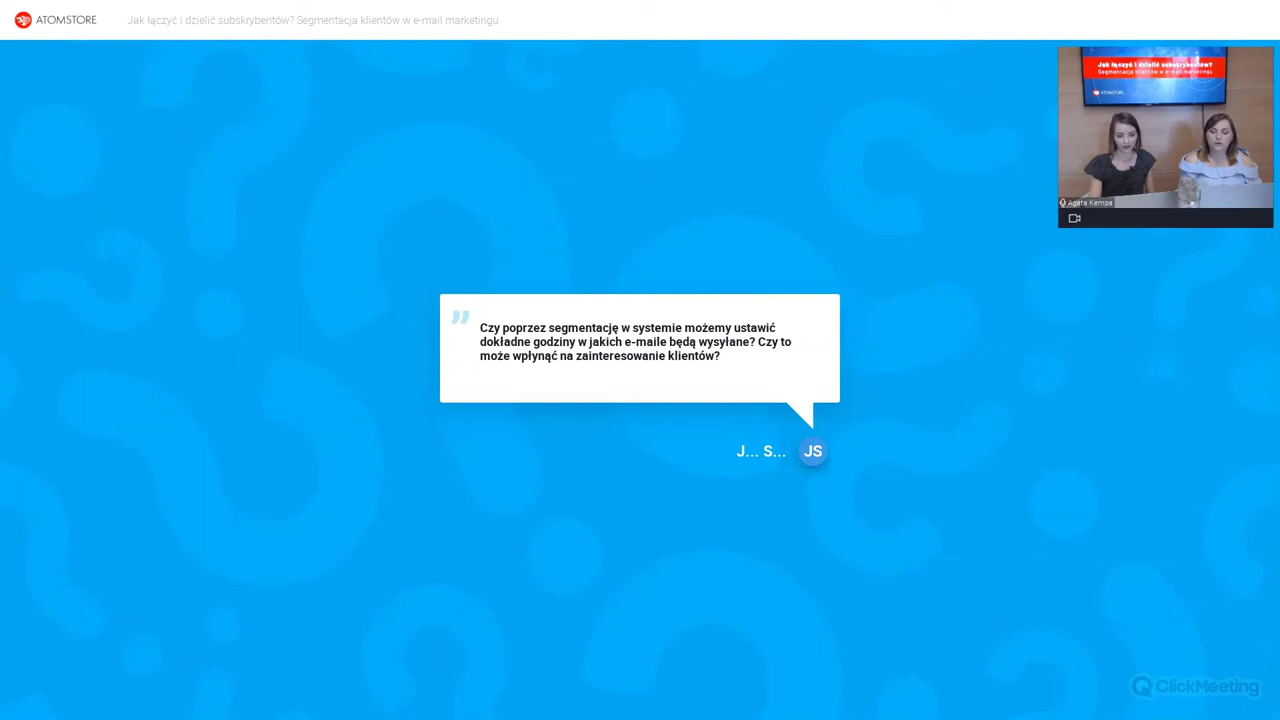 ATOMSTORE
Jak łączyć i dzielić subskrybentów? Segmentacja klientów w e-mail marketingu
Jak łączyć i dzielić subskrybentów?
Segmentacja klientów w e-mail marketingu
ATOMSTORE
Agata Kempa
Czy poprzez segmentację w systemie możemy ustawić
dokładne godziny w jakich e-maile będą wysyłane? Czy to
może wpłynąć na zainteresowanie klientów?
J... S... JS
ClickMeeting